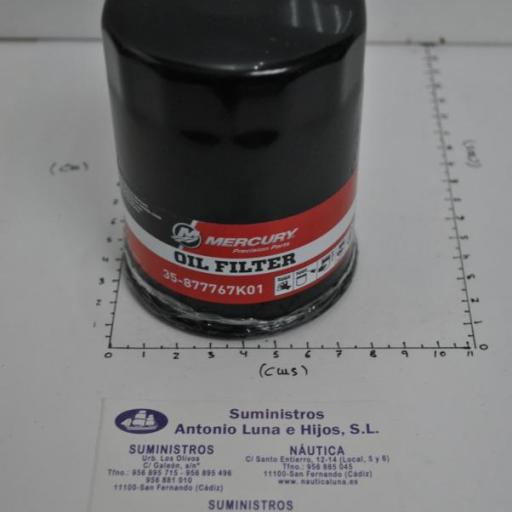 (cm)
MERCURY
Precision Parts
OIL FILTER
35-877767K01
0 1 2 3 4 5 6 7 8 9 10 11
(cms)
Suministros
Antonio Luna e Hijos, S.L.
SUMINISTROS
Urb. Los Olivos
C/ Galeón, s/nº
Tfno.: 956 895 715 - 956 895 496
956 881 010
11100-San Fernando (Cádiz)
NÁUTICA
C/ Santo Entierro, 12-14 (Local, 5 y 6)
Tfno.: 956 885 045
11100-San Fernando (Cádiz)
www.nauticaluna.es
SUMINISTROS